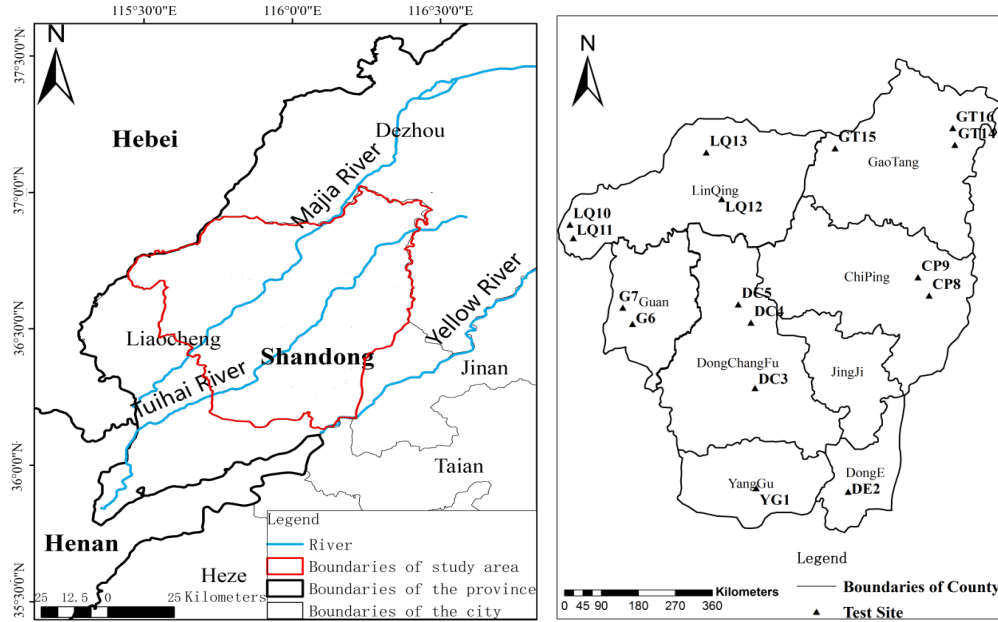 115°30'0"E
116°0'0"E
116°30'0"E
37°30'0"N
37°0'0"N
36°30'0"N
36°0'0"N
35°30'0"N
N
Hebei
Dezhou
Majia River
Liaocheng
Shandong
Yellow River
Tuihai River
Jinan
Taian
Henan
Heze
Legend
River
Boundaries of study area
Boundaries of the province
Boundaries of the city
25 12.5 0 25 Kilometers
N
GT16
GT14
GT15
GaoTang
LQ13
LinQing
LQ12
LQ10
LQ11
CP9
ChiPing
CP8
DC5
DC4
G7
Guan
G6
DongChangFu
JingJi
DC3
DongE
YangGu
DE2
YG1
Legend
Boundaries of County
Test Site
0 45 90 180 270 360 Kilometers